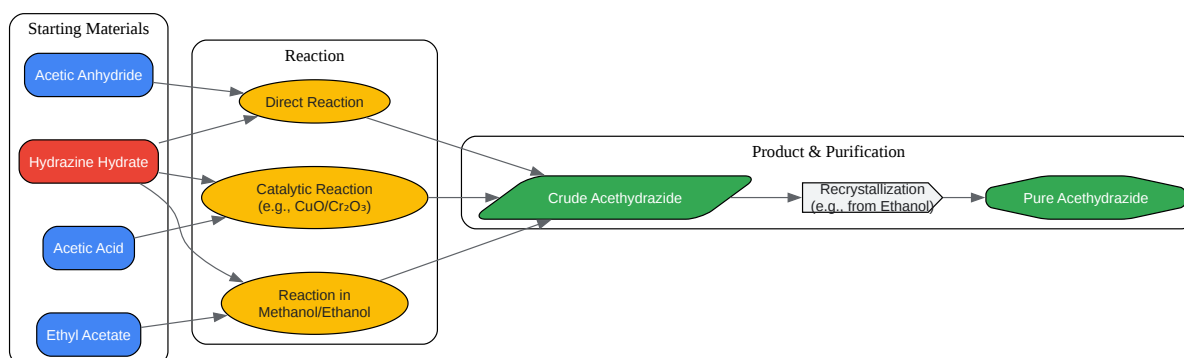 Starting Materials
Acetic Anhydride
Hydrazine Hydrate
Acetic Acid
Ethyl Acetate
Reaction
Direct Reaction
Catalytic Reaction
(e.g., CuO/Cr₂O₃)
Reaction in
Methanol/Ethanol
Product & Purification
Crude Acethydrazide
Recrystallization
(e.g., from Ethanol)
Pure Acethydrazide